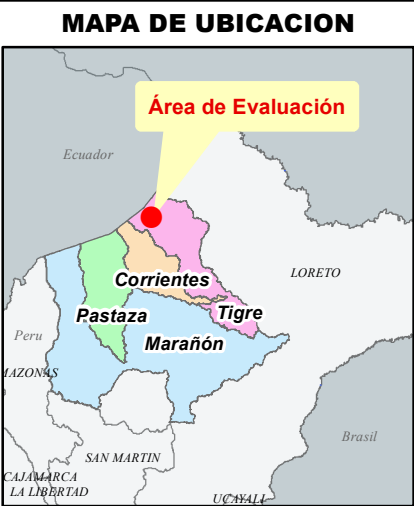 MAPA DE UBICACION
Área de Evaluación
Ecuador
LORETO
Corrientes
Pastaza
Tigre
Peru
Marañón
MAZONAS
Brasil
SAN MARTIN
CAJAMARCA
LA LIBERTAD
UCAYALI